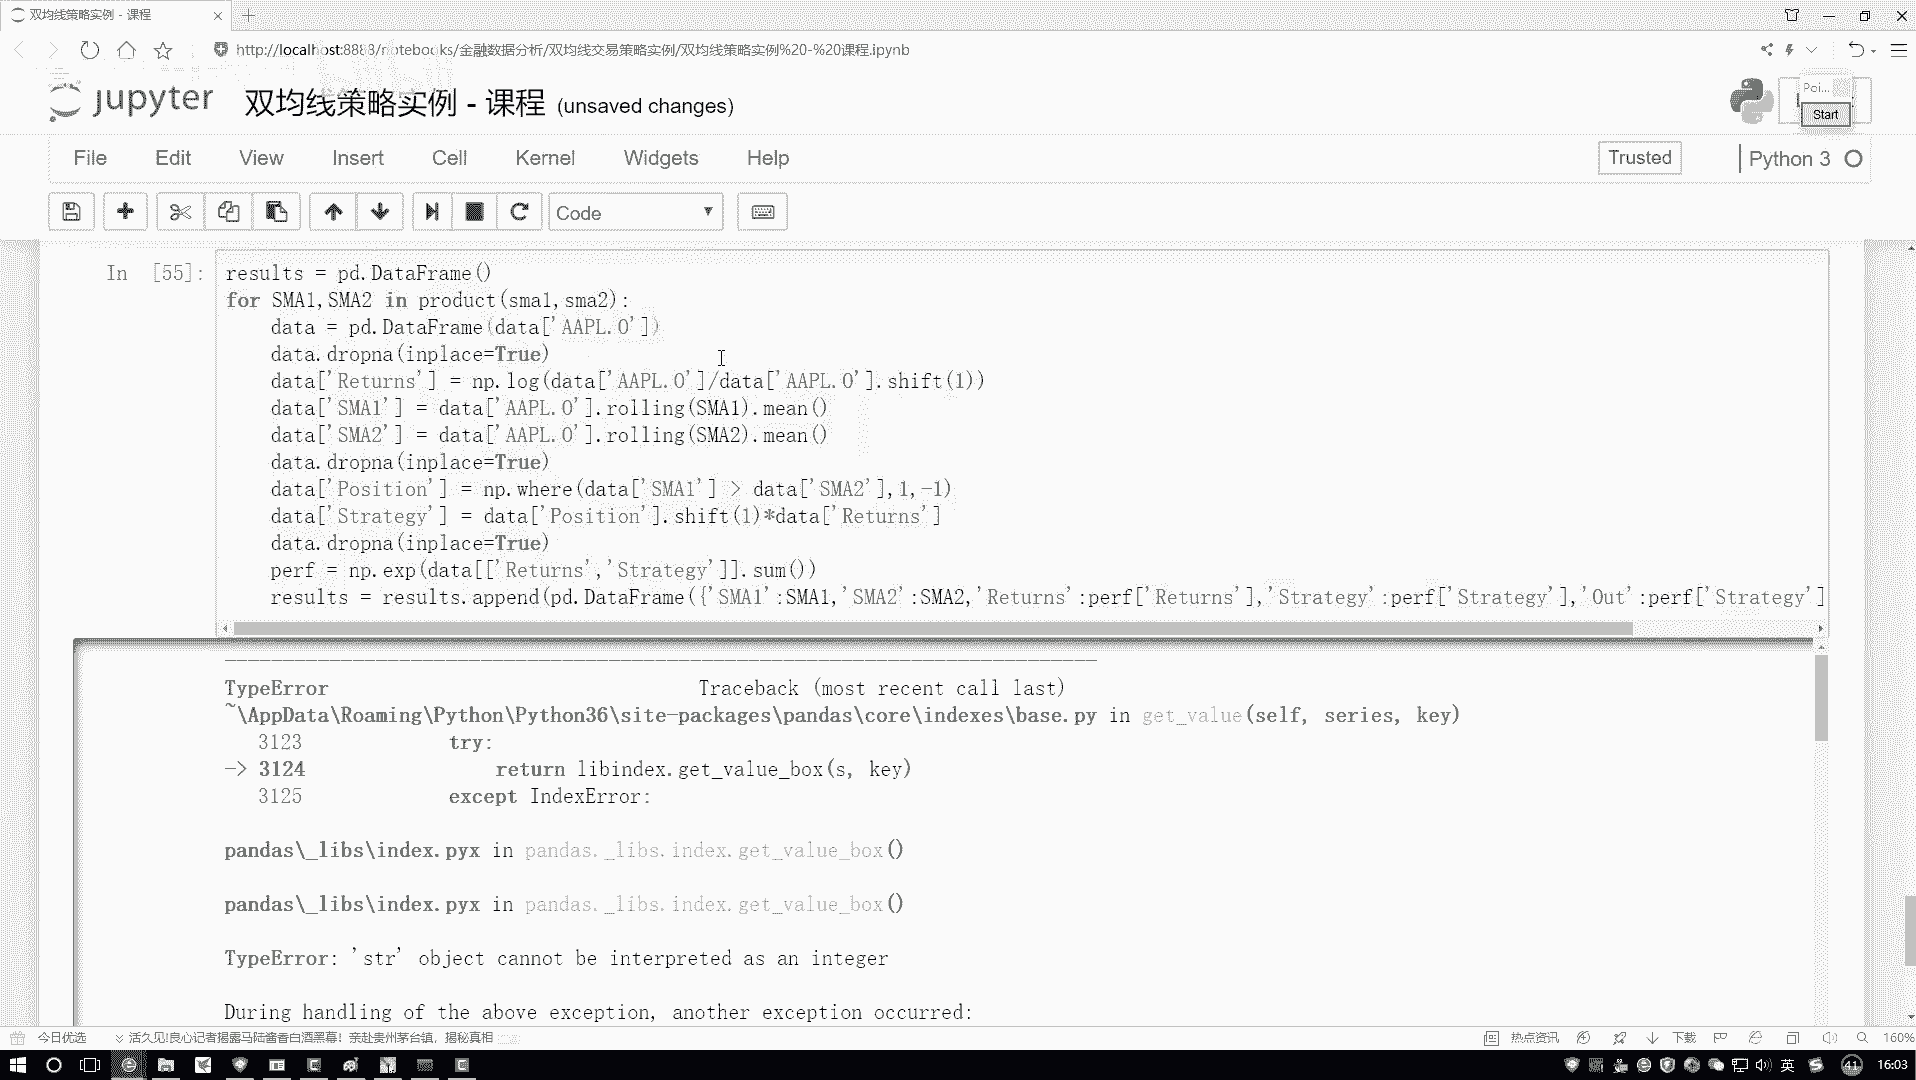 双均线策略实例 - 课程
http://localhost:8888/notebooks/金融数据分析/双均线交易策略实例/双均线策略实例%20-%20课程.ipynb
jupyter 双均线策略实例 - 课程 (unsaved changes)
Poi...
Start
File Edit View Insert Cell Kernel Widgets Help
Trusted
Python 3
Code
In [55]:
results = pd.DataFrame()
for SMA1,SMA2 in product(sma1,sma2):
    data = pd.DataFrame(data['AAPL.O'])
    data.dropna(inplace=True)
    data['Returns'] = np.log(data['AAPL.O']/data['AAPL.O'].shift(1))
    data['SMA1'] = data['AAPL.O'].rolling(SMA1).mean()
    data['SMA2'] = data['AAPL.O'].rolling(SMA2).mean()
    data.dropna(inplace=True)
    data['Position'] = np.where(data['SMA1'] > data['SMA2'],1,-1)
    data['Strategy'] = data['Position'].shift(1)*data['Returns']
    data.dropna(inplace=True)
    perf = np.exp(data[['Returns','Strategy']].sum())
    results = results.append(pd.DataFrame({'SMA1':SMA1,'SMA2':SMA2,'Returns':perf['Returns'],'Strategy':perf['Strategy'],'Out':perf['Strategy']
---------------------------------------------------------------------------
TypeError                                 Traceback (most recent call last)
~\AppData\Roaming\Python\Python36\site-packages\pandas\core\indexes\base.py in get_value(self, series, key)
   3123             try:
-> 3124                 return libindex.get_value_box(s, key)
   3125             except IndexError:
pandas\_libs\index.pyx in pandas._libs.index.get_value_box()
pandas\_libs\index.pyx in pandas._libs.index.get_value_box()
TypeError: 'str' object cannot be interpreted as an integer
During handling of the above exception, another exception occurred:
今日优选 活久见!良心记者揭露马陆酱香白酒黑幕! 亲赴贵州茅台镇, 揭秘真相
热点资讯 下载 160%
英 41 16:03